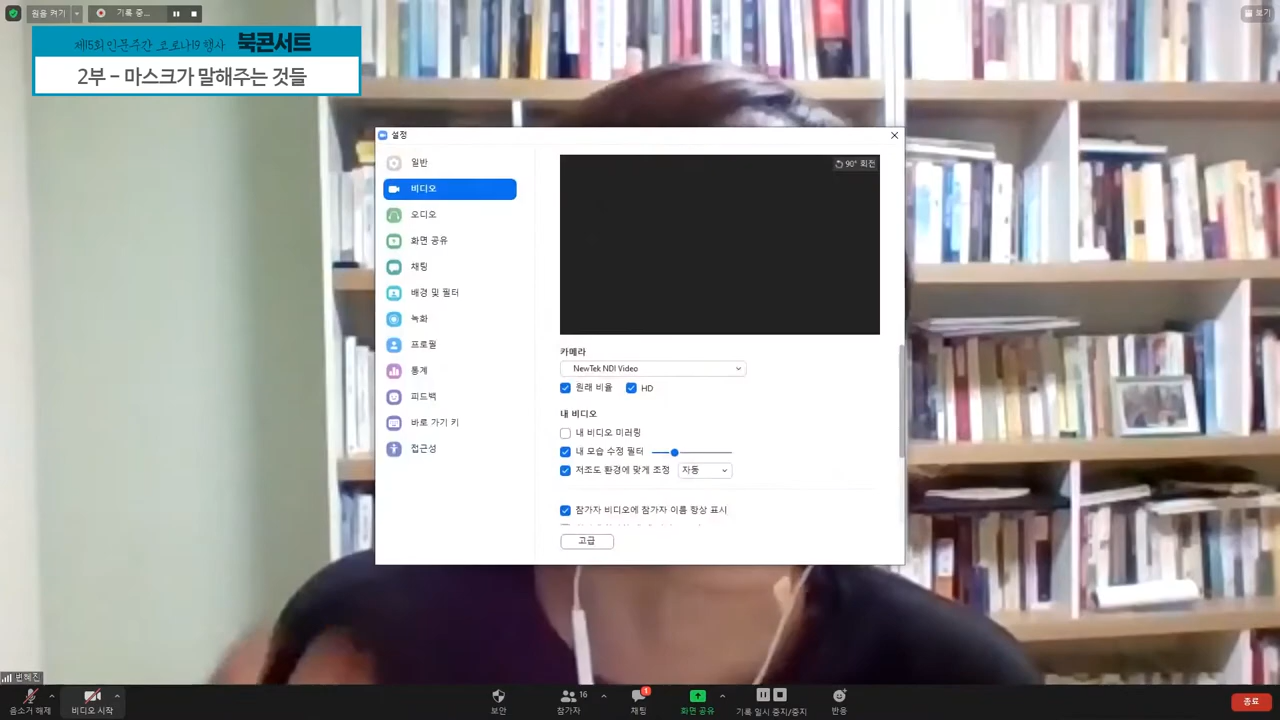 원음 켜기
기록 중...
보기
제15회 인문주간 코로나19 행사 북콘서트
2부 - 마스크가 말해주는 것들
설정
일반
비디오
오디오
화면 공유
채팅
배경 및 필터
녹화
프로필
통계
피드백
바로 가기 키
접근성
90° 회전
카메라
NewTek NDI Video
원래 비율
HD
내 비디오
내 비디오 미러링
내 모습 수정 필터
저조도 환경에 맞게 조정 자동
참가자 비디오에 참가자 이름 항상 표시
고급
변혜진
음소거 해제
비디오 시작
보안
참가자 16
채팅 1
화면 공유
기록 일시 중지/중지
반응
종료